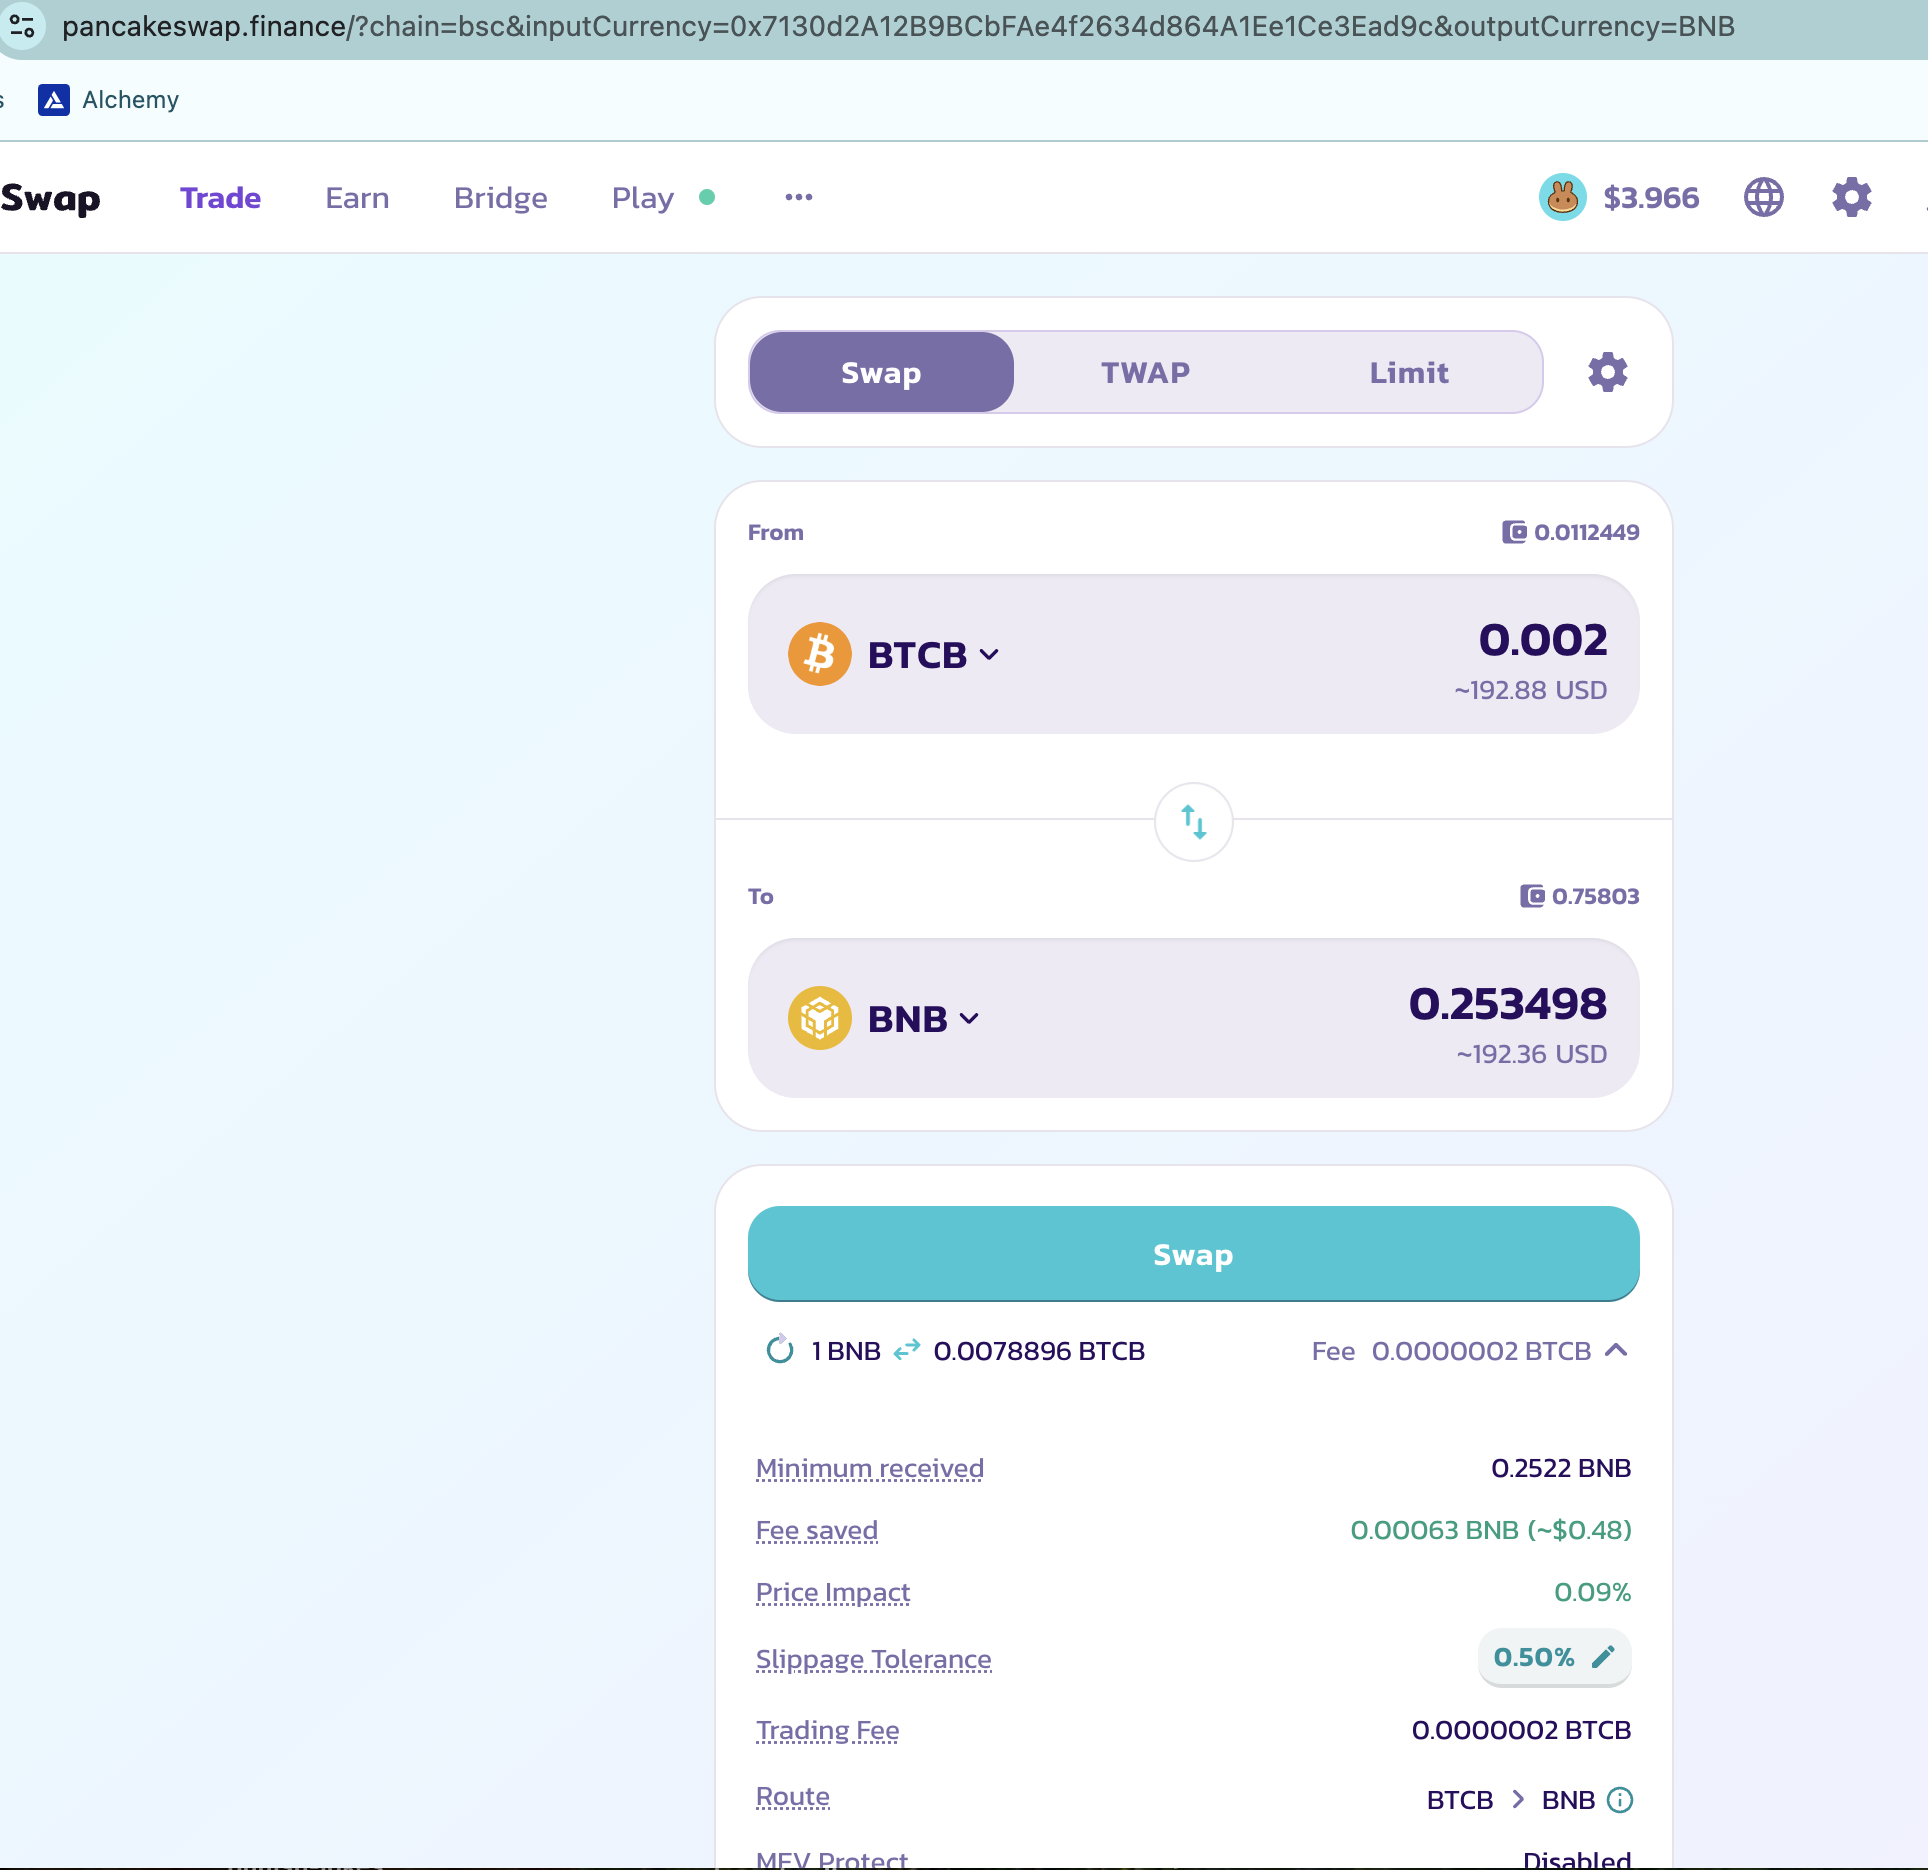 pancakeswap.finance/?chain=bsc&inputCurrency=0x7130d2A12B9BCbFAe4f2634d864A1Ee1Ce3Ead9c&outputCurrency=BNB
s Alchemy
Swap Trade Earn Bridge Play ••• $3.966
Swap TWAP Limit
From 0.0112449
BTCB 0.002
~192.88 USD
To 0.75803
BNB 0.253498
~192.36 USD
Swap
1 BNB 0.0078896 BTCB Fee 0.0000002 BTCB
Minimum received 0.2522 BNB
Fee saved 0.00063 BNB (~$0.48)
Price Impact 0.09%
Slippage Tolerance 0.50%
Trading Fee 0.0000002 BTCB
Route BTCB > BNB
MEV Protect Disabled